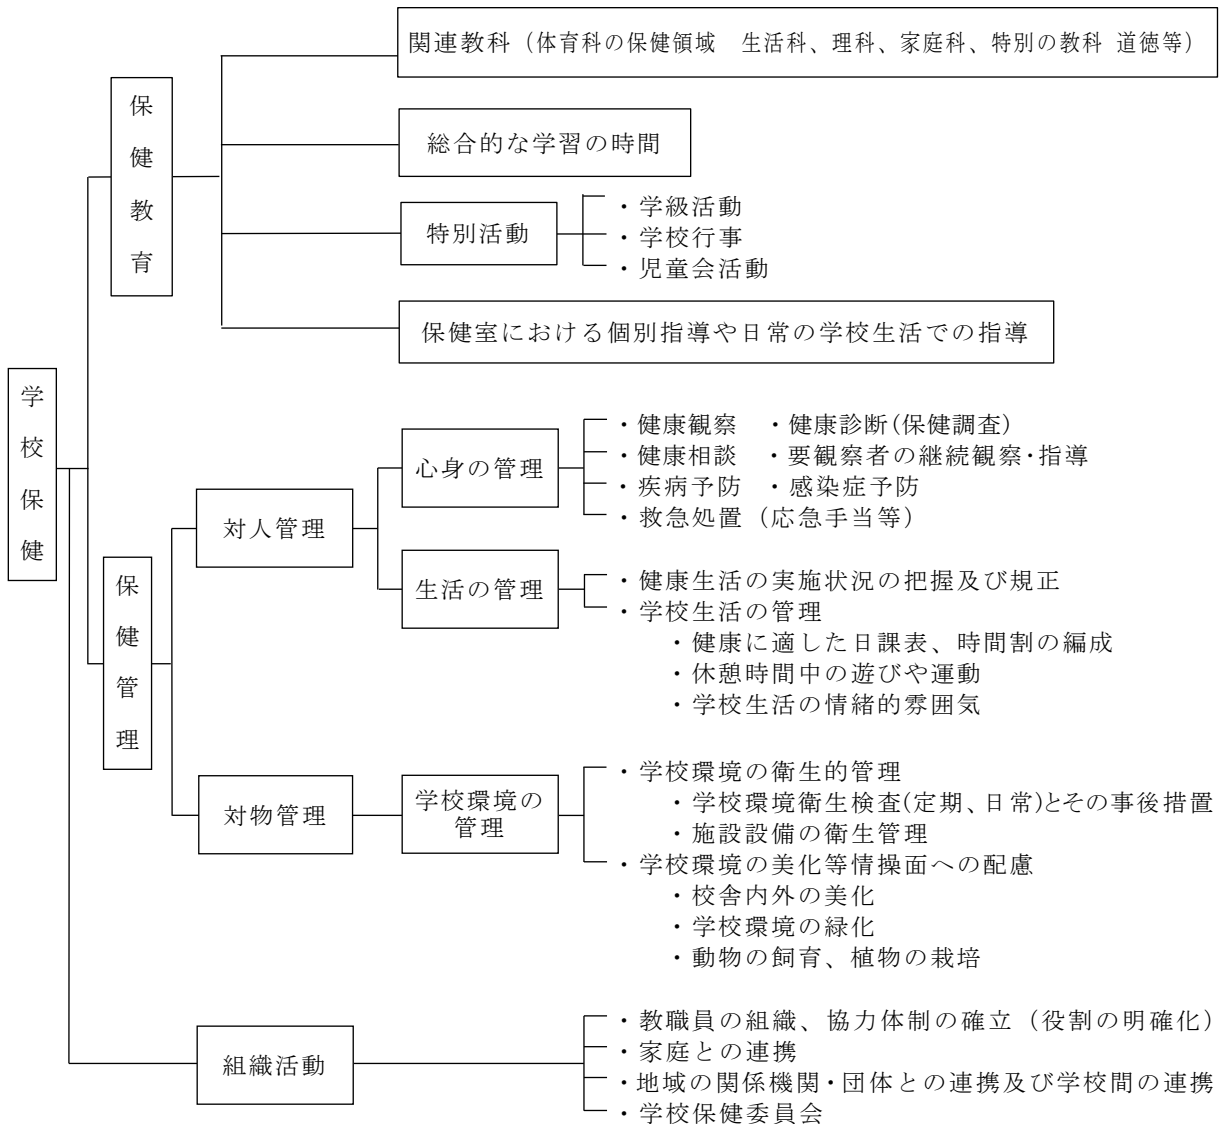 学校保健
保健教育
関連教科（体育科の保健領域　生活科、理科、家庭科、特別の教科 道徳等）
総合的な学習の時間
特別活動
・学級活動
・学校行事
・児童会活動
保健室における個別指導や日常の学校生活での指導
保健管理
対人管理
心身の管理
・健康観察　・健康診断(保健調査)
・健康相談　・要観察者の継続観察･指導
・疾病予防　・感染症予防
・救急処置（応急手当等）
生活の管理
・健康生活の実施状況の把握及び規正
・学校生活の管理
・健康に適した日課表、時間割の編成
・休憩時間中の遊びや運動
・学校生活の情緒的雰囲気
対物管理
学校環境の
管理
・学校環境の衛生的管理
・学校環境衛生検査(定期、日常)とその事後措置
・施設設備の衛生管理
・学校環境の美化等情操面への配慮
・校舎内外の美化
・学校環境の緑化
・動物の飼育、植物の栽培
組織活動
・教職員の組織、協力体制の確立（役割の明確化）
・家庭との連携
・地域の関係機関･団体との連携及び学校間の連携
・学校保健委員会